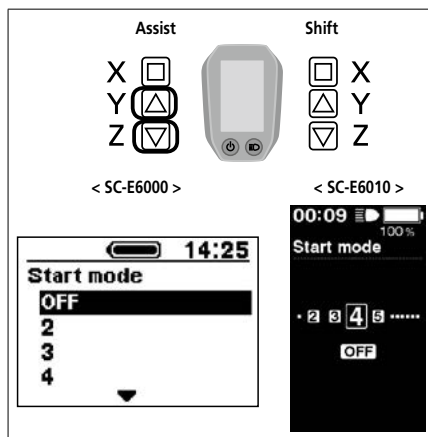 Assist Shift
X X
Y Y
Z Z
< SC-E6000 > < SC-E6010 >
14:25
Start mode
OFF
2
3
4
00:09
100 %
Start mode
2 3 4 5
OFF